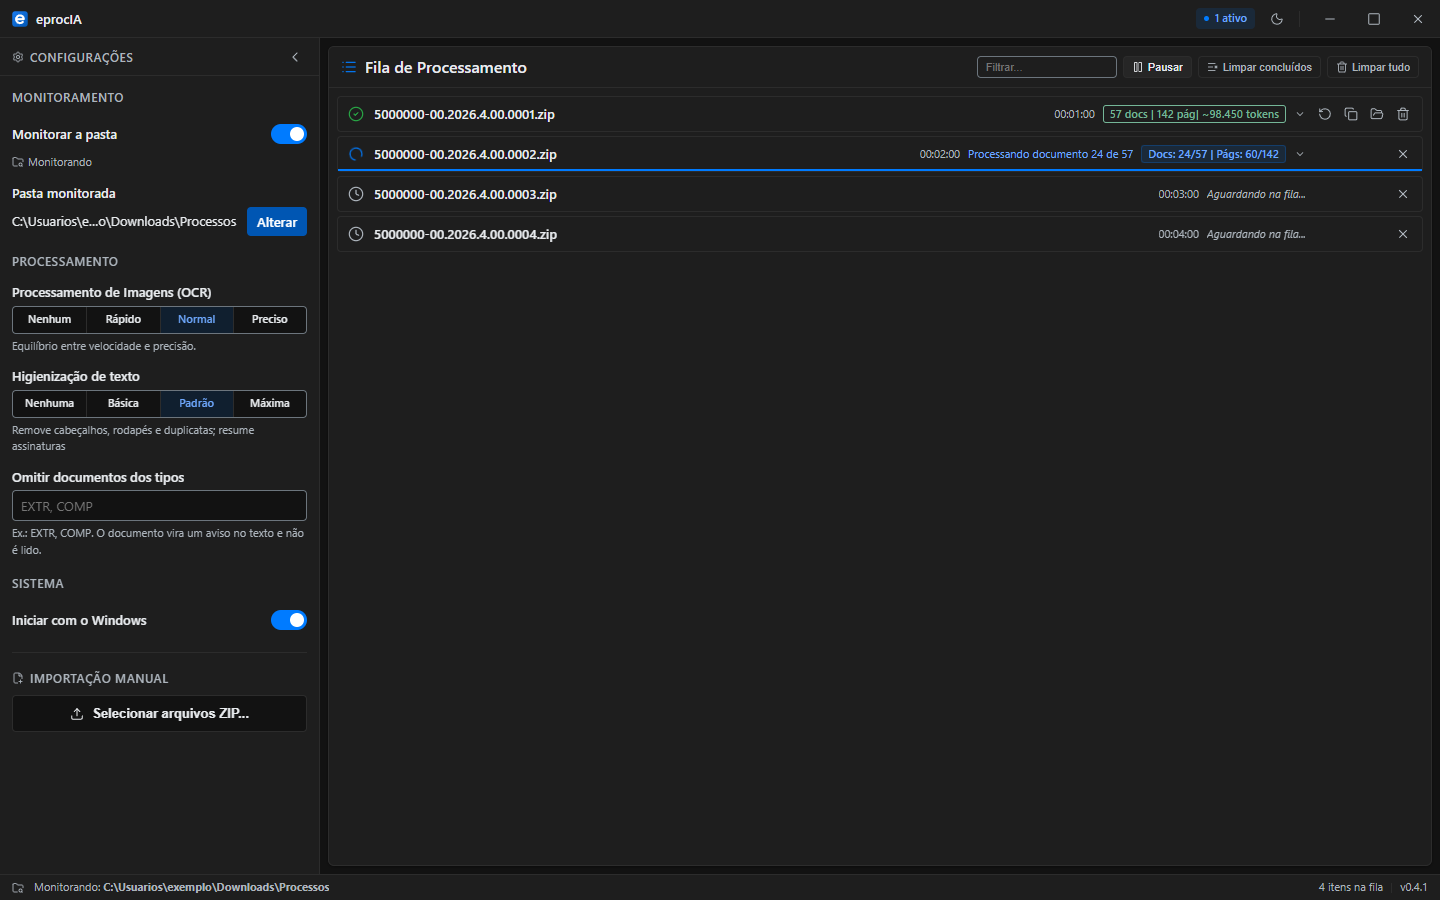 eprocIA
1 ativo
CONFIGURAÇÕES
MONITORAMENTO
Monitorar a pasta
Monitorando
Pasta monitorada
C:\Usuarios\e...o\Downloads\Processos
Alterar
PROCESSAMENTO
Processamento de Imagens (OCR)
Nenhum Rápido Normal Preciso
Equilíbrio entre velocidade e precisão.
Higienização de texto
Nenhuma Básica Padrão Máxima
Remove cabeçalhos, rodapés e duplicatas; resume
assinaturas
Omitir documentos dos tipos
EXTR, COMP
Ex.: EXTR, COMP. O documento vira um aviso no texto e não
é lido.
SISTEMA
Iniciar com o Windows
IMPORTAÇÃO MANUAL
Selecionar arquivos ZIP...
Fila de Processamento
Filtrar...
Pausar
Limpar concluídos
Limpar tudo
5000000-00.2026.4.00.0001.zip 00:01:00 57 docs | 142 pág| ~98.450 tokens
5000000-00.2026.4.00.0002.zip 00:02:00 Processando documento 24 de 57 Docs: 24/57 | Págs: 60/142
5000000-00.2026.4.00.0003.zip 00:03:00 Aguardando na fila...
5000000-00.2026.4.00.0004.zip 00:04:00 Aguardando na fila...
Monitorando: C:\Usuarios\exemplo\Downloads\Processos
4 itens na fila
v0.4.1